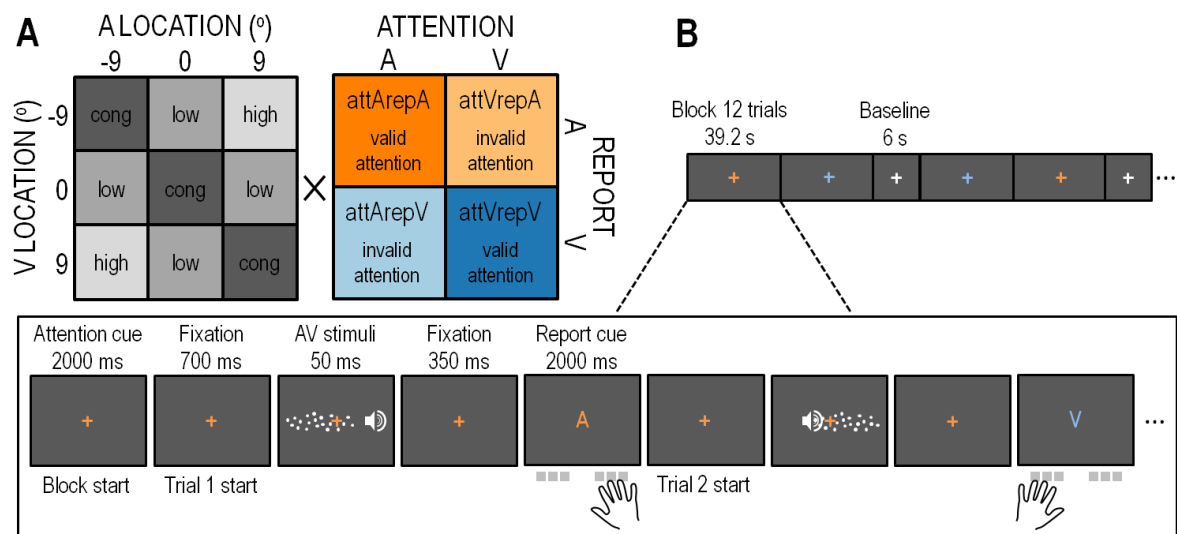 A
A LOCATION (º)
-9 0 9
V LOCATION (º)
-9 cong low high
0 low cong low
9 high low cong
X
ATTENTION
A V
attArepA attVrepA
valid invalid
attention attention
A
attArepV attVrepV
invalid valid
attention attention
V
REPORT
B
Block 12 trials Baseline
39.2 s 6 s
+ + + + + + ...
Attention cue Fixation AV stimuli Fixation Report cue
2000 ms 700 ms 50 ms 350 ms 2000 ms
+ + + + A + + + V ...
Block start Trial 1 start Trial 2 start